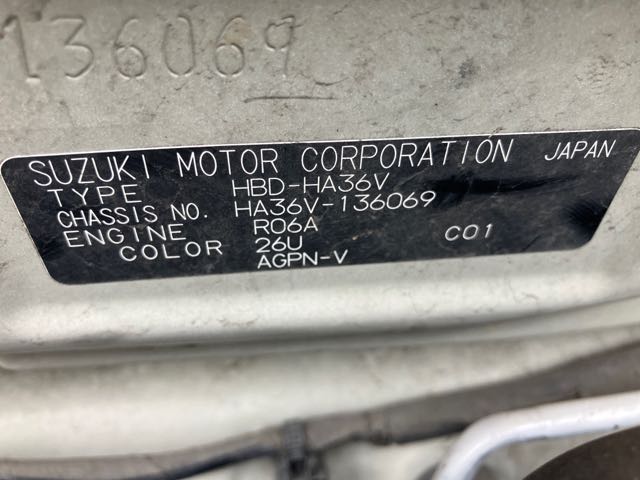 136069
SUZUKI MOTOR CORPORATION JAPAN
TYPE HBD-HA36V
CHASSIS NO. HA36V-136069
ENGINE R06A C01
COLOR 26U
AGPN-V